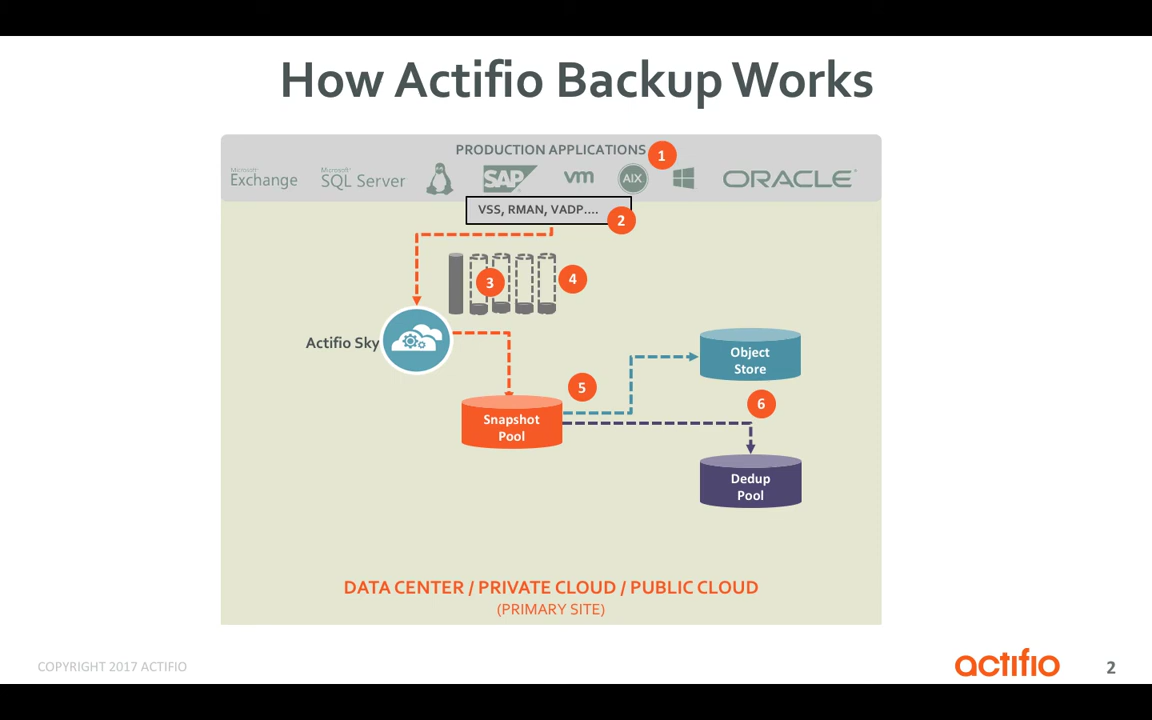 How Actifio Backup Works
PRODUCTION APPLICATIONS
1
Microsoft
Exchange
Microsoft
SQL Server
SAP
vm
AIX
ORACLE
VSS, RMAN, VADP....
2
3
4
Actifio Sky
Object
Store
5
6
Snapshot
Pool
Dedup
Pool
DATA CENTER / PRIVATE CLOUD / PUBLIC CLOUD
(PRIMARY SITE)
COPYRIGHT 2017 ACTIFIO
actifio
2